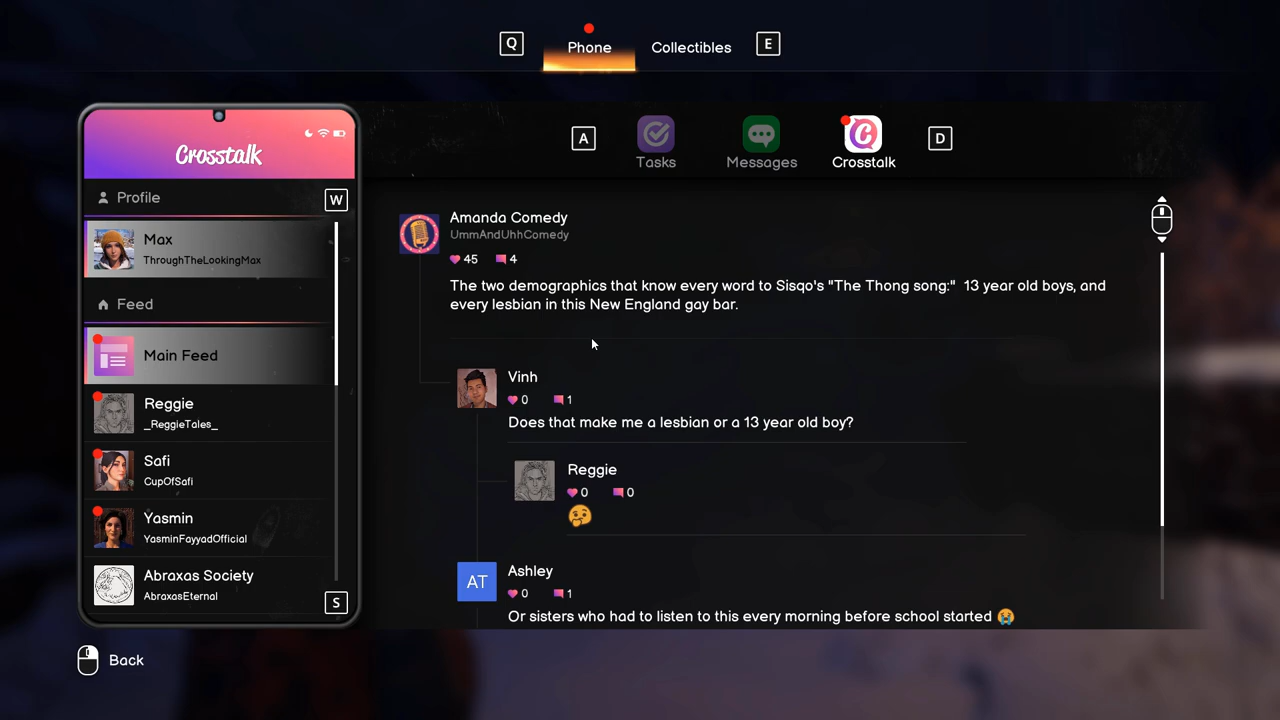 Q
Phone
Collectibles
E
Crosstalk
Profile
W
Max
ThroughTheLookingMax
Feed
Main Feed
Reggie
_ReggieTales_
Safi
CupOfSafi
Yasmin
YasminFayyadOfficial
Abraxas Society
AbraxasEternal
S
A
Tasks
Messages
Crosstalk
D
Amanda Comedy
UmmAndUhhComedy
45 4
The two demographics that know every word to Sisqo's "The Thong song:" 13 year old boys, and
every lesbian in this New England gay bar.
Vinh
0 1
Does that make me a lesbian or a 13 year old boy?
Reggie
0 0
🤔
AT
Ashley
0 1
Or sisters who had to listen to this every morning before school started 😭
Back